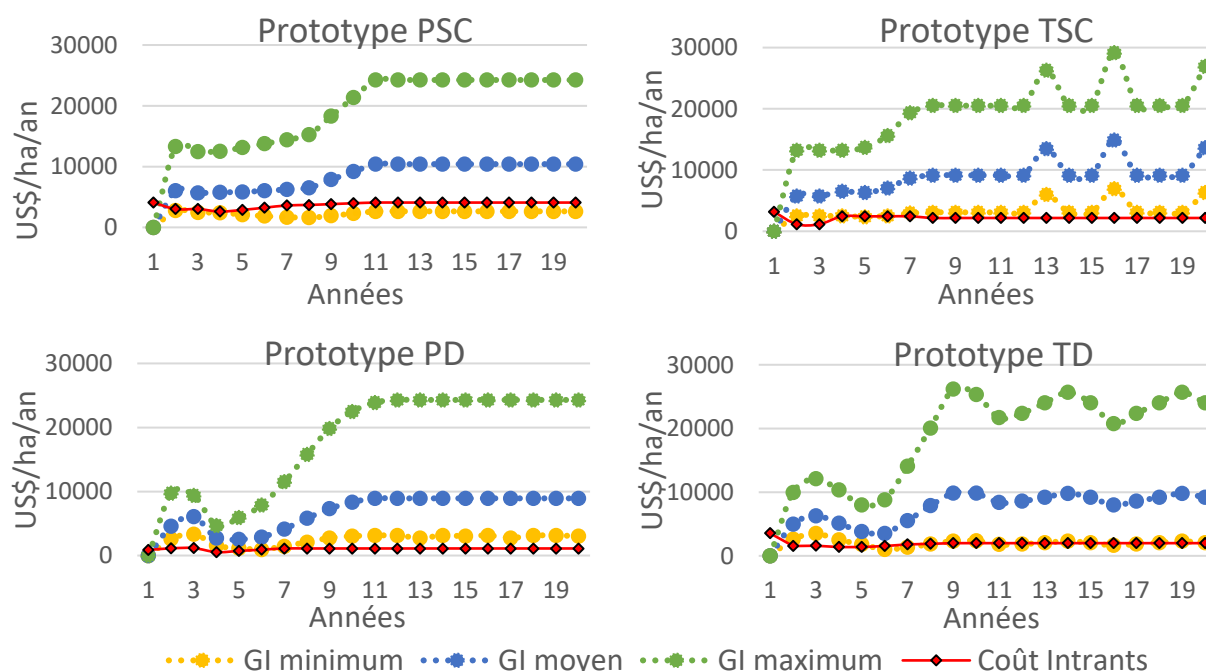 Prototype PSC
30000
20000
10000
0
US$/ha/an
1 3 5 7 9 11 13 15 17 19
Années
Prototype TSC
30000
20000
10000
0
US$/ha/an
1 3 5 7 9 11 13 15 17 19
Années
Prototype PD
30000
20000
10000
0
US$/ha/an
1 3 5 7 9 11 13 15 17 19
Années
Prototype TD
30000
20000
10000
0
US$/ha/an
1 3 5 7 9 11 13 15 17 19
Années
GI minimum GI moyen GI maximum Coût Intrants